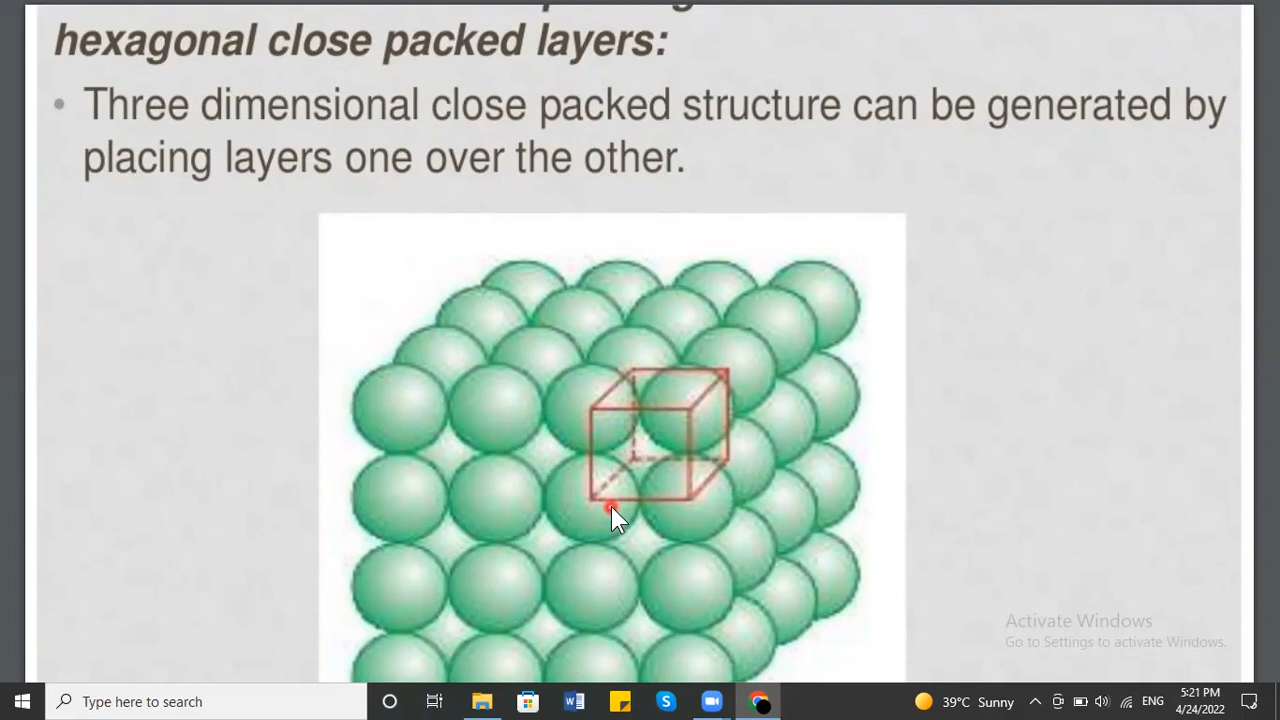 hexagonal close packed layers:
• Three dimensional close packed structure can be generated by
placing layers one over the other.
Activate Windows
Go to Settings to activate Windows.
Type here to search
39°C Sunny
ENG
5:21 PM
4/24/2022